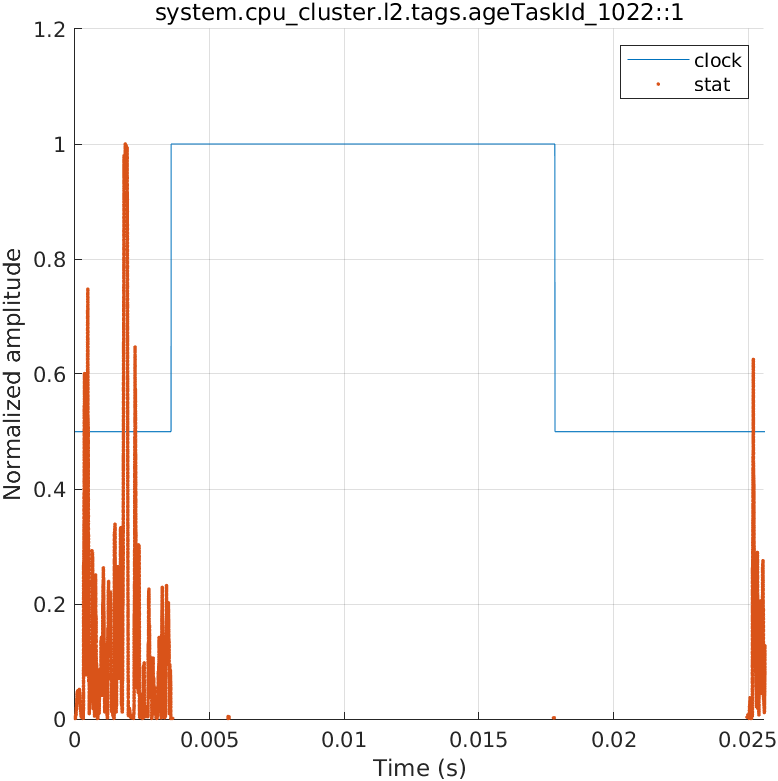 system.cpu_cluster.l2.tags.ageTaskId_1022::1
1.2
1
0.8
0.6
0.4
0.2
0
Normalized amplitude
clock
stat
0
0.005
0.01
0.015
0.02
0.025
Time (s)